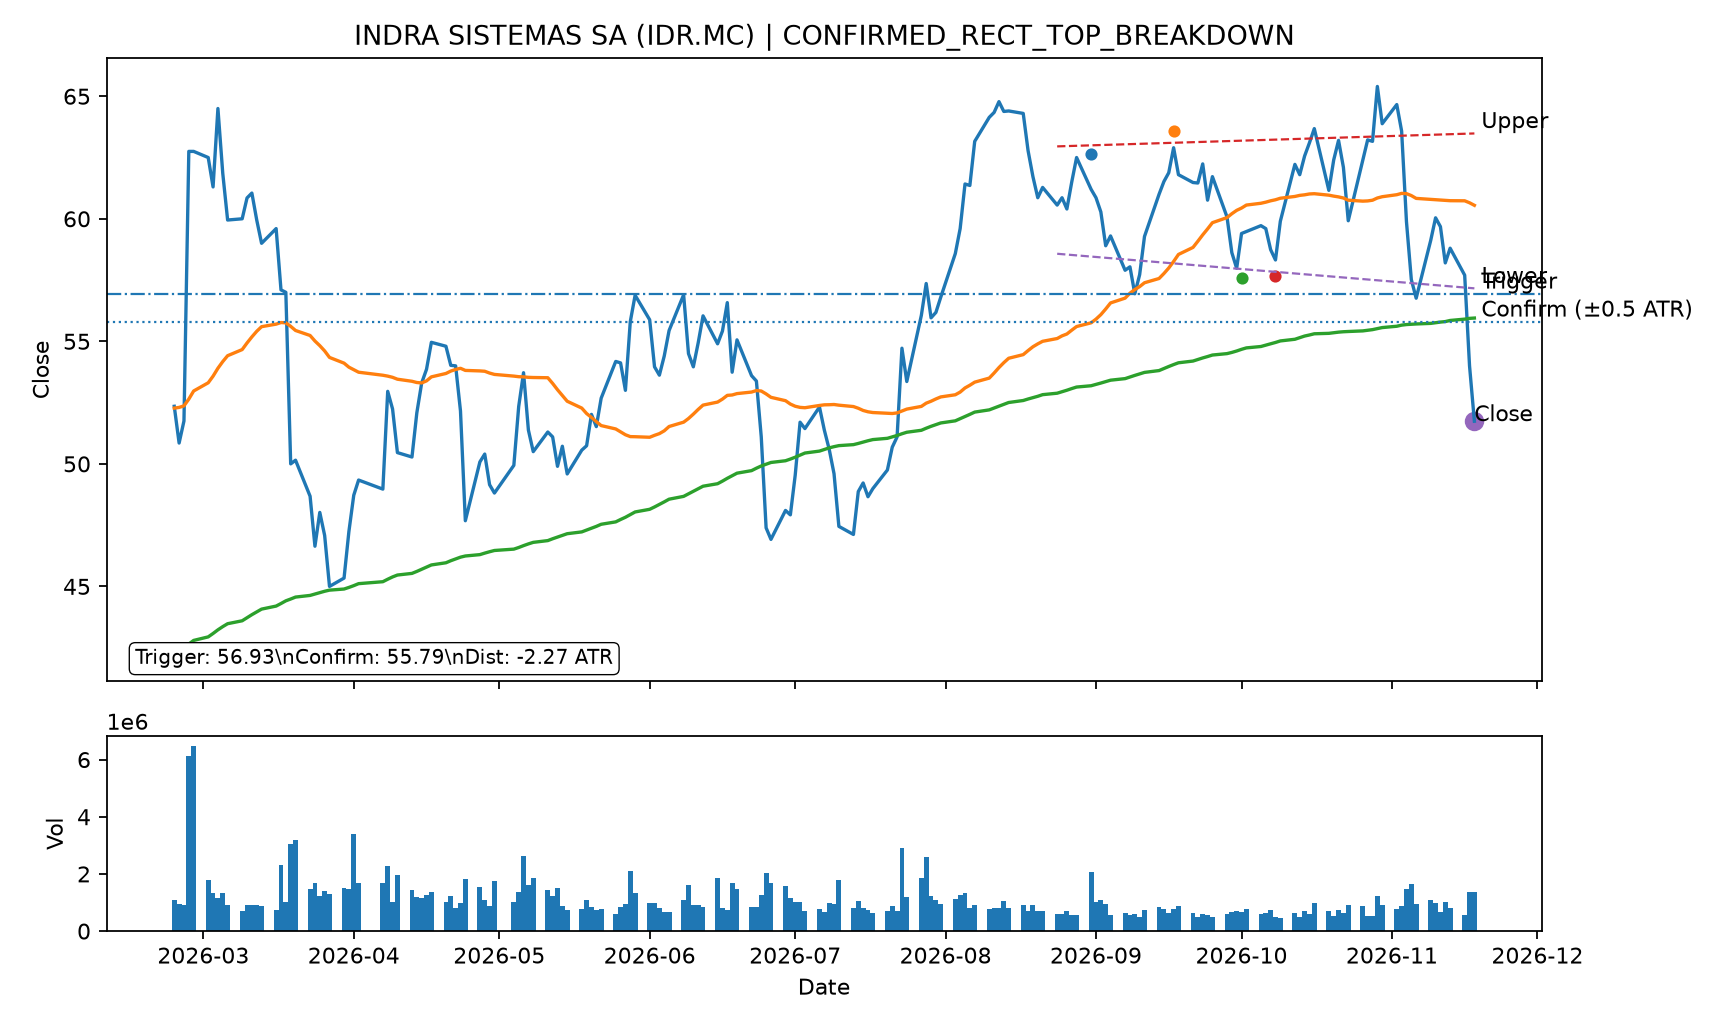 INDRA SISTEMAS SA (IDR.MC) | CONFIRMED_RECT_TOP_BREAKDOWN
65
60
55
50
45
Close
Upper
Lower
Trigger
Confirm (±0.5 ATR)
Close
Trigger: 56.93\nConfirm: 55.79\nDist: -2.27 ATR
1e6
6
4
2
0
Vol
2026-03 2026-04 2026-05 2026-06 2026-07 2026-08 2026-09 2026-10 2026-11 2026-12
Date